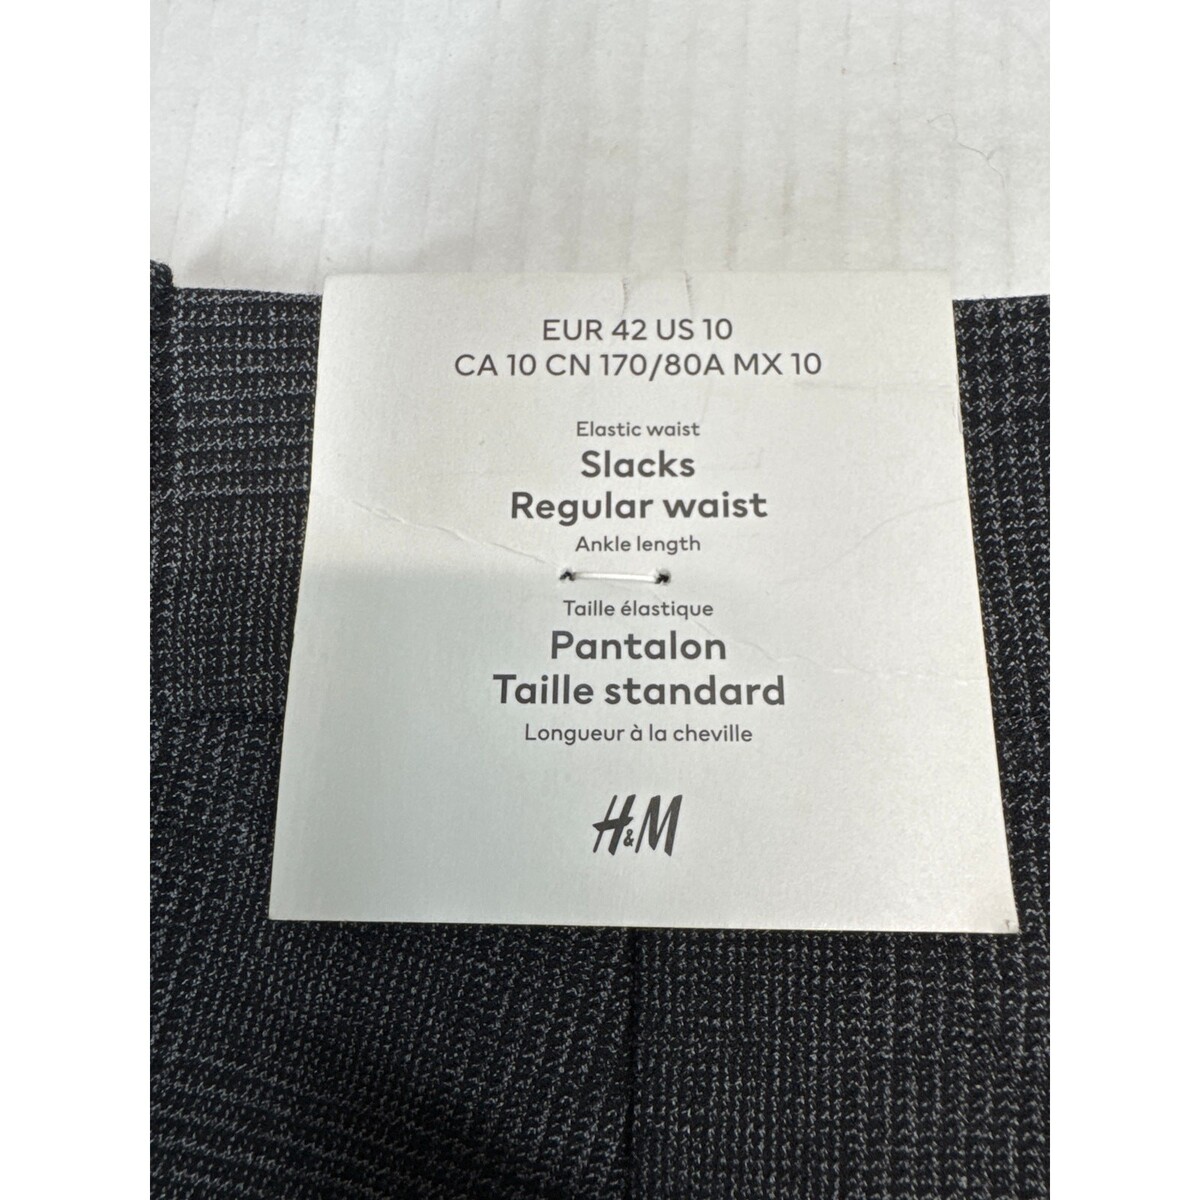 EUR 42 US 10
CA 10 CN 170/80A MX 10
Elastic waist
Slacks
Regular waist
Ankle length
Taille élastique
Pantalon
Taille standard
Longueur à la cheville
H&M